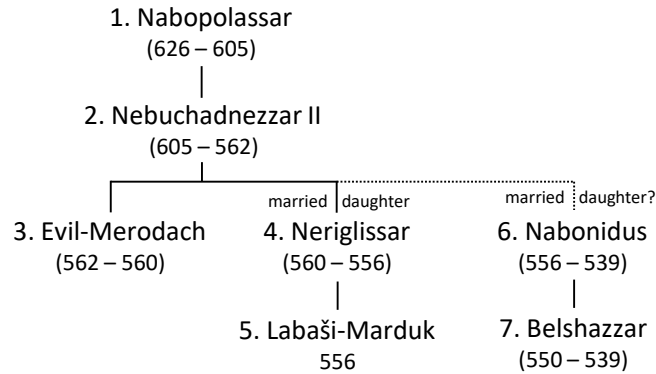 1. Nabopolassar
(626 – 605)
2. Nebuchadnezzar II
(605 – 562)
married daughter married daughter?
3. Evil-Merodach 4. Neriglissar 6. Nabonidus
(562 – 560) (560 – 556) (556 – 539)
5. Labaši-Marduk 7. Belshazzar
556 (550 – 539)